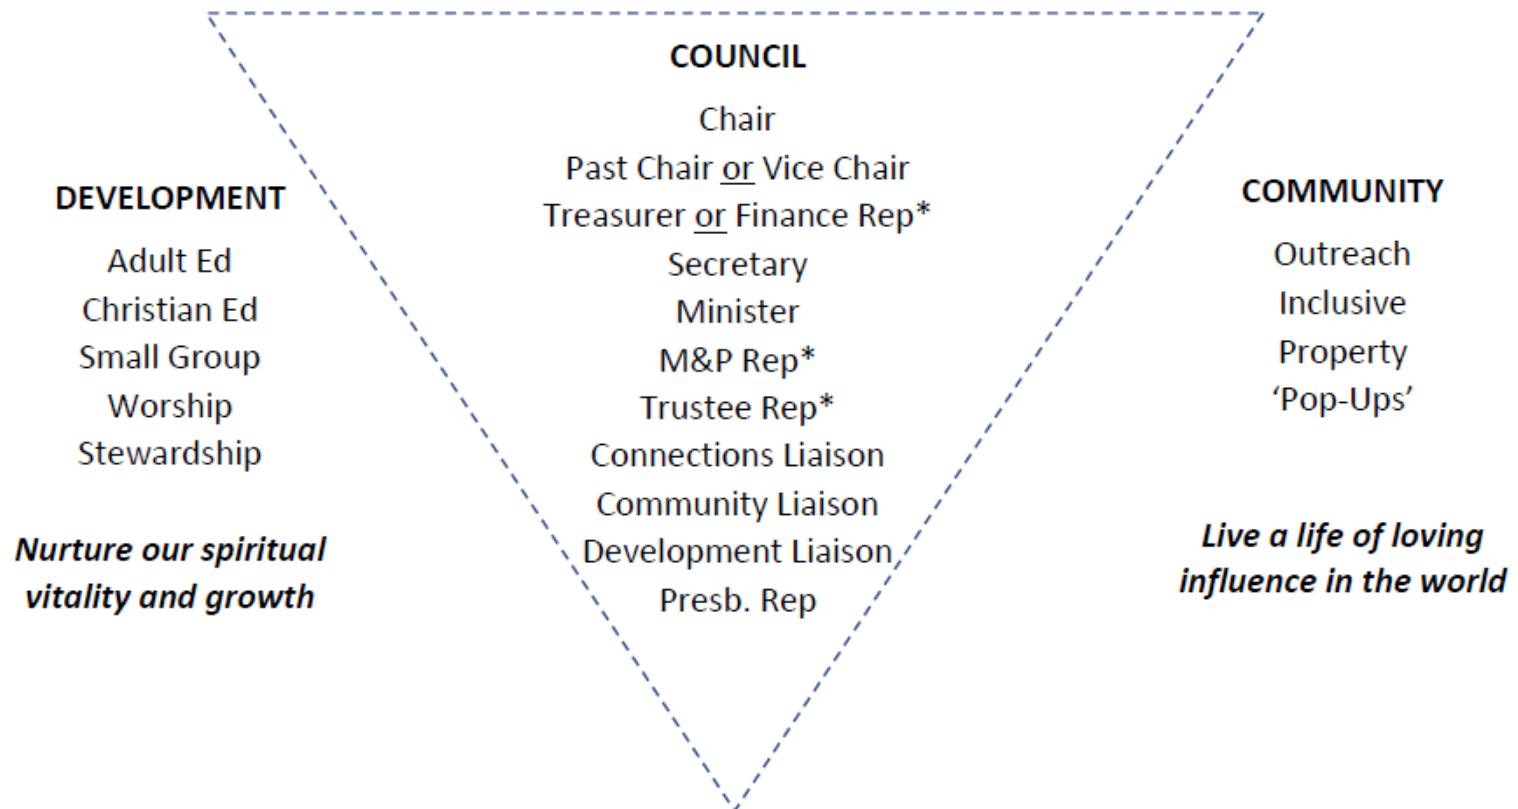 COUNCIL
Chair
Past Chair or Vice Chair
Treasurer or Finance Rep*
Secretary
Minister
M&P Rep*
Trustee Rep*
Connections Liaison
Community Liaison
Development Liaison
Presb. Rep
DEVELOPMENT
Adult Ed
Christian Ed
Small Group
Worship
Stewardship
Nurture our spiritual
vitality and growth
COMMUNITY
Outreach
Inclusive
Property
‘Pop-Ups’
Live a life of loving
influence in the world